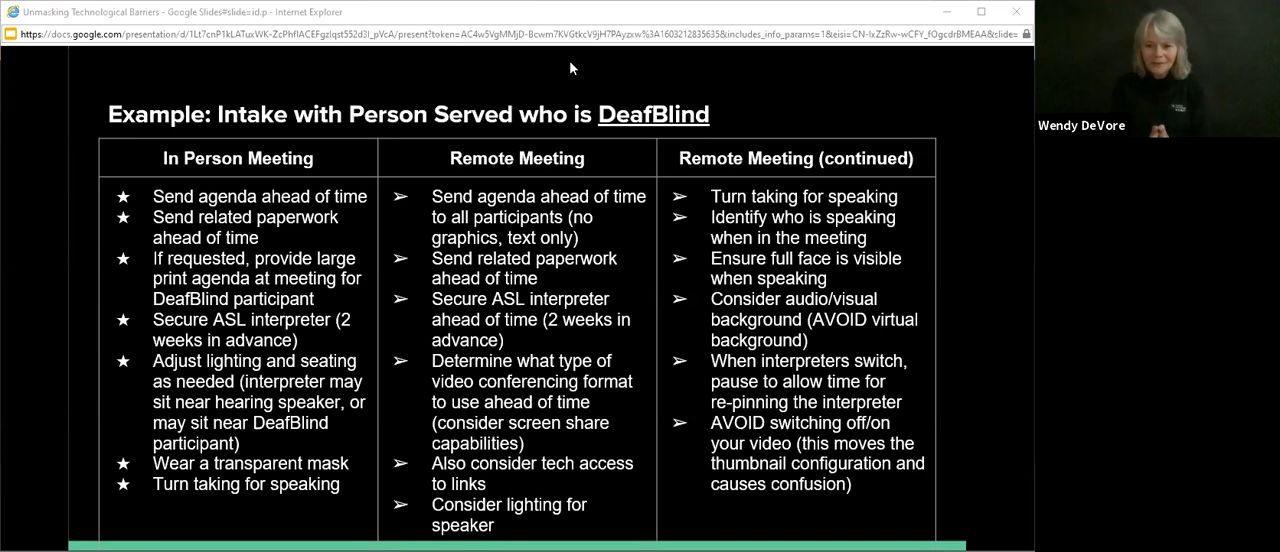 Unmasking Technological Barriers - Google Slides#slide=id.p - Internet Explorer
Example: Intake with Person Served who is DeafBlind
In Person Meeting
★ Send agenda ahead of time
★ Send related paperwork
ahead of time
★ If requested, provide large
print agenda at meeting for
DeafBlind participant
★ Secure ASL interpreter (2
weeks in advance)
★ Adjust lighting and seating
as needed (interpreter may
sit near hearing speaker, or
may sit near DeafBlind
participant)
★ Wear a transparent mask
★ Turn taking for speaking
Remote Meeting
➢ Send agenda ahead of time
to all participants (no
graphics, text only)
➢ Send related paperwork
ahead of time
➢ Secure ASL interpreter
ahead of time (2 weeks in
advance)
➢ Determine what type of
video conferencing format
to use ahead of time
(consider screen share
capabilities)
➢ Also consider tech access
to links
➢ Consider lighting for
speaker
Remote Meeting (continued)
➢ Turn taking for speaking
➢ Identify who is speaking
when in the meeting
➢ Ensure full face is visible
when speaking
➢ Consider audio/visual
background (AVOID virtual
background)
➢ When interpreters switch,
pause to allow time for
re-pinning the interpreter
➢ AVOID switching off/on
your video (this moves the
thumbnail configuration and
causes confusion)
Wendy DeVore